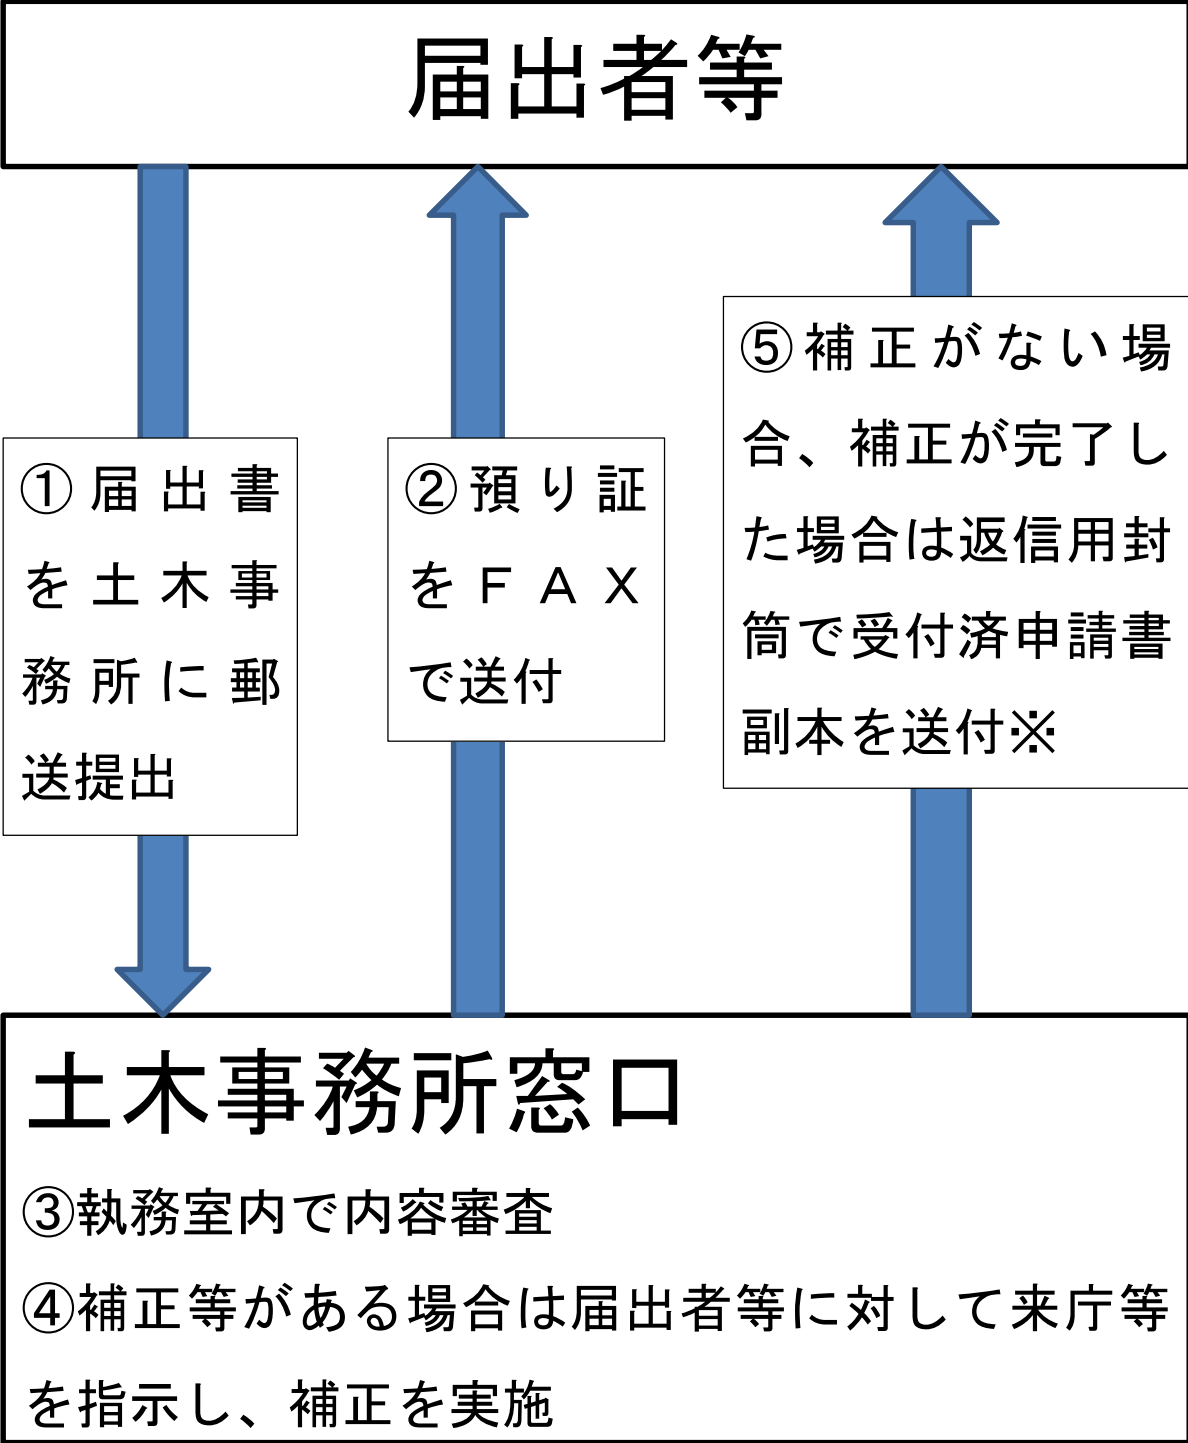 届出者等
①届出書
を土木事
務所に郵
送提出
②預り証
をＦＡＸ
で送付
⑤補正がない場
合、補正が完了し
た場合は返信用封
筒で受付済申請書
副本を送付※
土木事務所窓口
③執務室内で内容審査
④補正等がある場合は届出者等に対して来庁等
を指示し、補正を実施